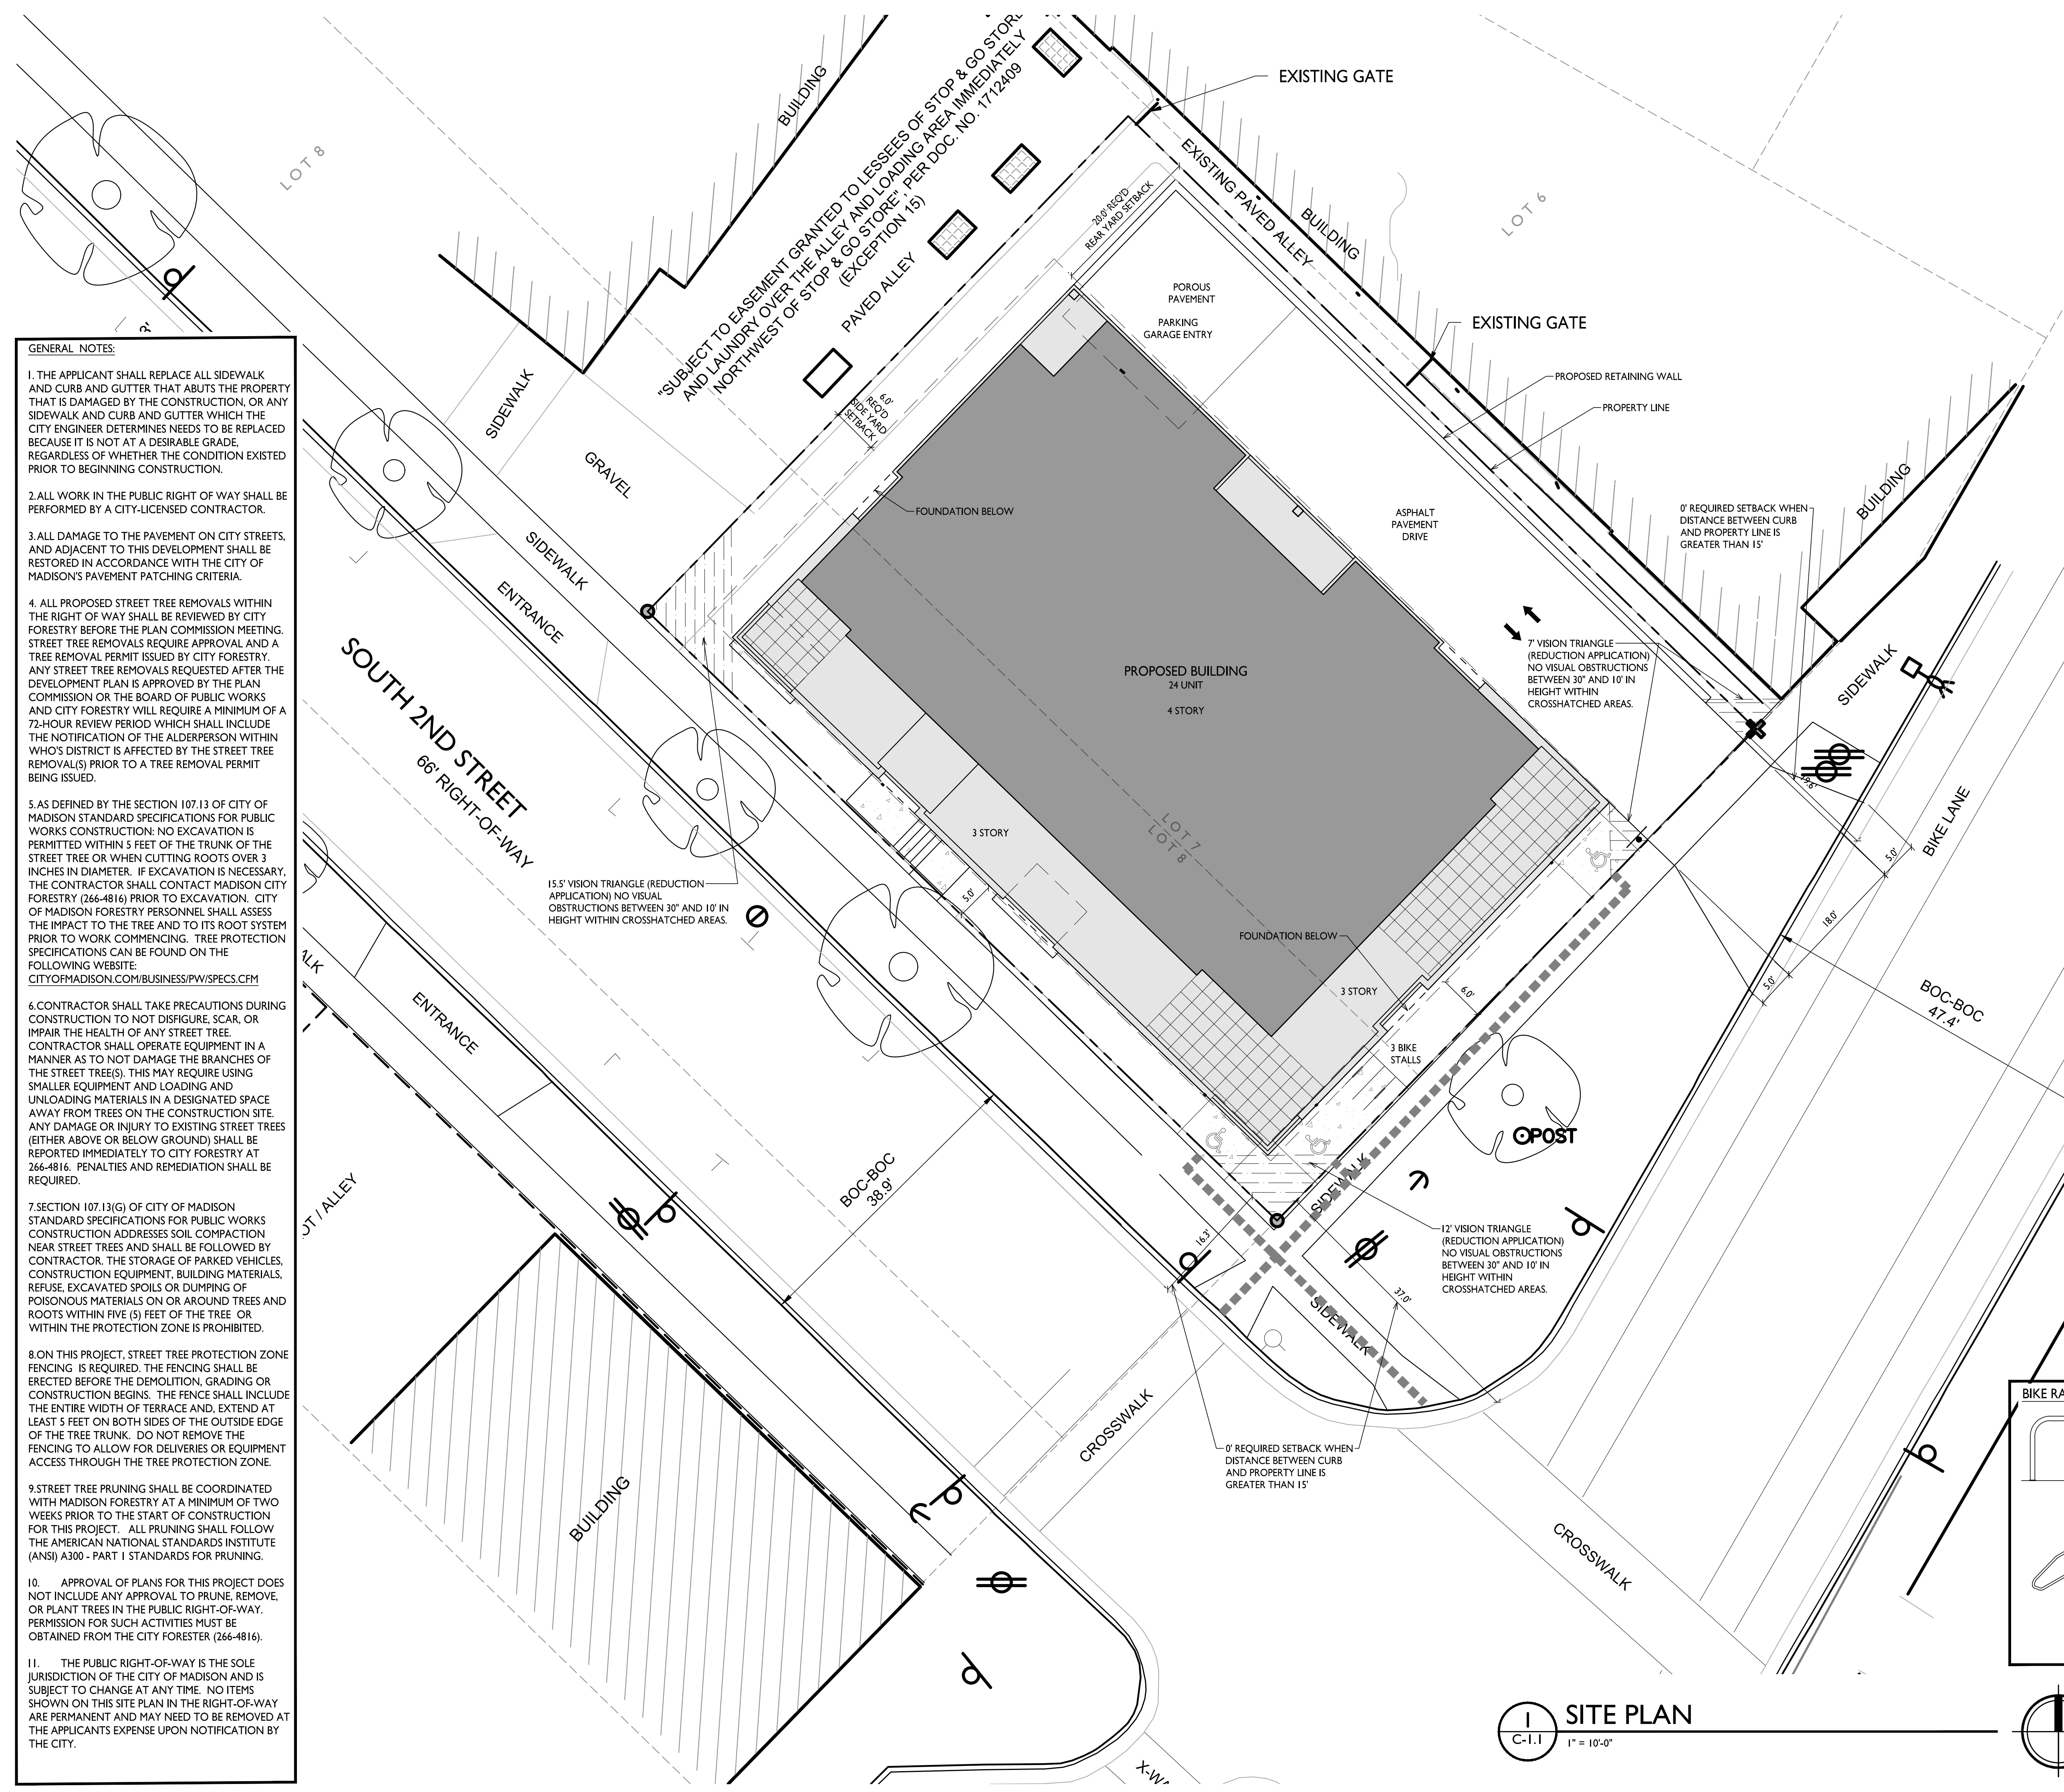 GENERAL NOTES:
1. THE APPLICANT SHALL REPLACE ALL SIDEWALK
AND CURB AND GUTTER THAT ABUTS THE PROPERTY
THAT IS DAMAGED BY THE CONSTRUCTION, OR ANY
SIDEWALK AND CURB AND GUTTER WHICH THE
CITY ENGINEER DETERMINES NEEDS TO BE REPLACED
BECAUSE IT IS NOT AT A DESIRABLE GRADE,
REGARDLESS OF WHETHER THE CONDITION EXISTED
PRIOR TO BEGINNING CONSTRUCTION.
2.ALL WORK IN THE PUBLIC RIGHT OF WAY SHALL BE
PERFORMED BY A CITY-LICENSED CONTRACTOR.
3.ALL DAMAGE TO THE PAVEMENT ON CITY STREETS,
AND ADJACENT TO THIS DEVELOPMENT SHALL BE
RESTORED IN ACCORDANCE WITH THE CITY OF
MADISON'S PAVEMENT PATCHING CRITERIA.
4. ALL PROPOSED STREET TREE REMOVALS WITHIN
THE RIGHT OF WAY SHALL BE REVIEWED BY CITY
FORESTRY BEFORE THE PLAN COMMISSION MEETING.
STREET TREE REMOVALS REQUIRE APPROVAL AND A
TREE REMOVAL PERMIT ISSUED BY CITY FORESTRY.
ANY STREET TREE REMOVALS REQUESTED AFTER THE
DEVELOPMENT PLAN IS APPROVED BY THE PLAN
COMMISSION OR THE BOARD OF PUBLIC WORKS
AND CITY FORESTRY WILL REQUIRE A MINIMUM OF A
72-HOUR REVIEW PERIOD WHICH SHALL INCLUDE
THE NOTIFICATION OF THE ALDERPERSON WITHIN
WHO'S DISTRICT IS AFFECTED BY THE STREET TREE
REMOVAL(S) PRIOR TO A TREE REMOVAL PERMIT
BEING ISSUED.
5.AS DEFINED BY THE SECTION 107.13 OF CITY OF
MADISON STANDARD SPECIFICATIONS FOR PUBLIC
WORKS CONSTRUCTION: NO EXCAVATION IS
PERMITTED WITHIN 5 FEET OF THE TRUNK OF THE
STREET TREE OR WHEN CUTTING ROOTS OVER 3
INCHES IN DIAMETER. IF EXCAVATION IS NECESSARY,
THE CONTRACTOR SHALL CONTACT MADISON CITY
FORESTRY (266-4816) PRIOR TO EXCAVATION. CITY
OF MADISON FORESTRY PERSONNEL SHALL ASSESS
THE IMPACT TO THE TREE AND TO ITS ROOT SYSTEM
PRIOR TO WORK COMMENCING. TREE PROTECTION
SPECIFICATIONS CAN BE FOUND ON THE
FOLLOWING WEBSITE:
CITYOFMADISON.COM/BUSINESS/PW/SPECS.CFM
6.CONTRACTOR SHALL TAKE PRECAUTIONS DURING
CONSTRUCTION TO NOT DISFIGURE, SCAR, OR
IMPAIR THE HEALTH OF ANY STREET TREE.
CONTRACTOR SHALL OPERATE EQUIPMENT IN A
MANNER AS TO NOT DAMAGE THE BRANCHES OF
THE STREET TREE(S). THIS MAY REQUIRE USING
SMALLER EQUIPMENT AND LOADING AND
UNLOADING MATERIALS IN A DESIGNATED SPACE
AWAY FROM TREES ON THE CONSTRUCTION SITE.
ANY DAMAGE OR INJURY TO EXISTING STREET TREES
(EITHER ABOVE OR BELOW GROUND) SHALL BE
REPORTED IMMEDIATELY TO CITY FORESTRY AT
266-4816. PENALTIES AND REMEDIATION SHALL BE
REQUIRED.
7.SECTION 107.13(G) OF CITY OF MADISON
STANDARD SPECIFICATIONS FOR PUBLIC WORKS
CONSTRUCTION ADDRESSES SOIL COMPACTION
NEAR STREET TREES AND SHALL BE FOLLOWED BY
CONTRACTOR. THE STORAGE OF PARKED VEHICLES,
CONSTRUCTION EQUIPMENT, BUILDING MATERIALS,
REFUSE, EXCAVATED SPOILS OR DUMPING OF
POISONOUS MATERIALS ON OR AROUND TREES AND
ROOTS WITHIN FIVE (5) FEET OF THE TREE OR
WITHIN THE PROTECTION ZONE IS PROHIBITED.
8.ON THIS PROJECT, STREET TREE PROTECTION ZONE
FENCING IS REQUIRED. THE FENCING SHALL BE
ERECTED BEFORE THE DEMOLITION, GRADING OR
CONSTRUCTION BEGINS. THE FENCE SHALL INCLUDE
THE ENTIRE WIDTH OF TERRACE AND, EXTEND AT
LEAST 5 FEET ON BOTH SIDES OF THE OUTSIDE EDGE
OF THE TREE TRUNK. DO NOT REMOVE THE
FENCING TO ALLOW FOR DELIVERIES OR EQUIPMENT
ACCESS THROUGH THE TREE PROTECTION ZONE.
9.STREET TREE PRUNING SHALL BE COORDINATED
WITH MADISON FORESTRY AT A MINIMUM OF TWO
WEEKS PRIOR TO THE START OF CONSTRUCTION
FOR THIS PROJECT. ALL PRUNING SHALL FOLLOW
THE AMERICAN NATIONAL STANDARDS INSTITUTE
(ANSI) A300 - PART 1 STANDARDS FOR PRUNING.
10. APPROVAL OF PLANS FOR THIS PROJECT DOES
NOT INCLUDE ANY APPROVAL TO PRUNE, REMOVE,
OR PLANT TREES IN THE PUBLIC RIGHT-OF-WAY.
PERMISSION FOR SUCH ACTIVITIES MUST BE
OBTAINED FROM THE CITY FORESTER (266-4816).
11. THE PUBLIC RIGHT-OF-WAY IS THE SOLE
JURISDICTION OF THE CITY OF MADISON AND IS
SUBJECT TO CHANGE AT ANY TIME. NO ITEMS
SHOWN ON THIS SITE PLAN IN THE RIGHT-OF-WAY
ARE PERMANENT AND MAY NEED TO BE REMOVED AT
THE APPLICANTS EXPENSE UPON NOTIFICATION BY
THE CITY.
LOT 8
BUILDING
"SUBJECT TO EASEMENT GRANTED TO LESSEES OF STOP & GO STORE
AND LAUNDRY OVER THE ALLEY AND LOADING AREA IMMEDIATELY
NORTHWEST OF STOP & GO STORE", PER DOC. NO. 1712409
(EXCEPTION 15)
PAVED ALLEY
EXISTING GATE
EXISTING PAVED ALLEY
BUILDING
LOT 6
20.0' REQ'D
REAR YARD SETBACK
POROUS
PAVEMENT
PARKING
GARAGE ENTRY
EXISTING GATE
PROPOSED RETAINING WALL
PROPERTY LINE
SIDEWALK
GRAVEL
6.0'
REQ'D
SIDE YARD
SETBACK
FOUNDATION BELOW
ASPHALT
PAVEMENT
DRIVE
0' REQUIRED SETBACK WHEN
DISTANCE BETWEEN CURB
AND PROPERTY LINE IS
GREATER THAN 15'
BUILDING
SIDEWALK
ENTRANCE
SOUTH 2ND STREET
66' RIGHT-OF-WAY
PROPOSED BUILDING
24 UNIT
4 STORY
7' VISION TRIANGLE
(REDUCTION APPLICATION)
NO VISUAL OBSTRUCTIONS
BETWEEN 30" AND 10' IN
HEIGHT WITHIN
CROSSHATCHED AREAS.
SIDEWALK
19.6'
BIKE LANE
5.0'
18.0'
5.0'
3 STORY
LOT 7
LOT 8
15.5' VISION TRIANGLE (REDUCTION
APPLICATION) NO VISUAL
OBSTRUCTIONS BETWEEN 30" AND 10' IN
HEIGHT WITHIN CROSSHATCHED AREAS.
5.0'
FOUNDATION BELOW
3 STORY
6.0'
3 BIKE
STALLS
BOC-BOC
47.4'
ENTRANCE
BOC-BOC
38.9'
POST
SIDEWALK
12' VISION TRIANGLE
(REDUCTION APPLICATION)
NO VISUAL OBSTRUCTIONS
BETWEEN 30" AND 10' IN
HEIGHT WITHIN
CROSSHATCHED AREAS.
16.3'
37.0'
SIDEWALK
CROSSWALK
0' REQUIRED SETBACK WHEN
DISTANCE BETWEEN CURB
AND PROPERTY LINE IS
GREATER THAN 15'
BUILDING
CROSSWALK
BIKE RA
OT / ALLEY
ALK
1
C-1.1
SITE PLAN
1" = 10'-0"
X-WA